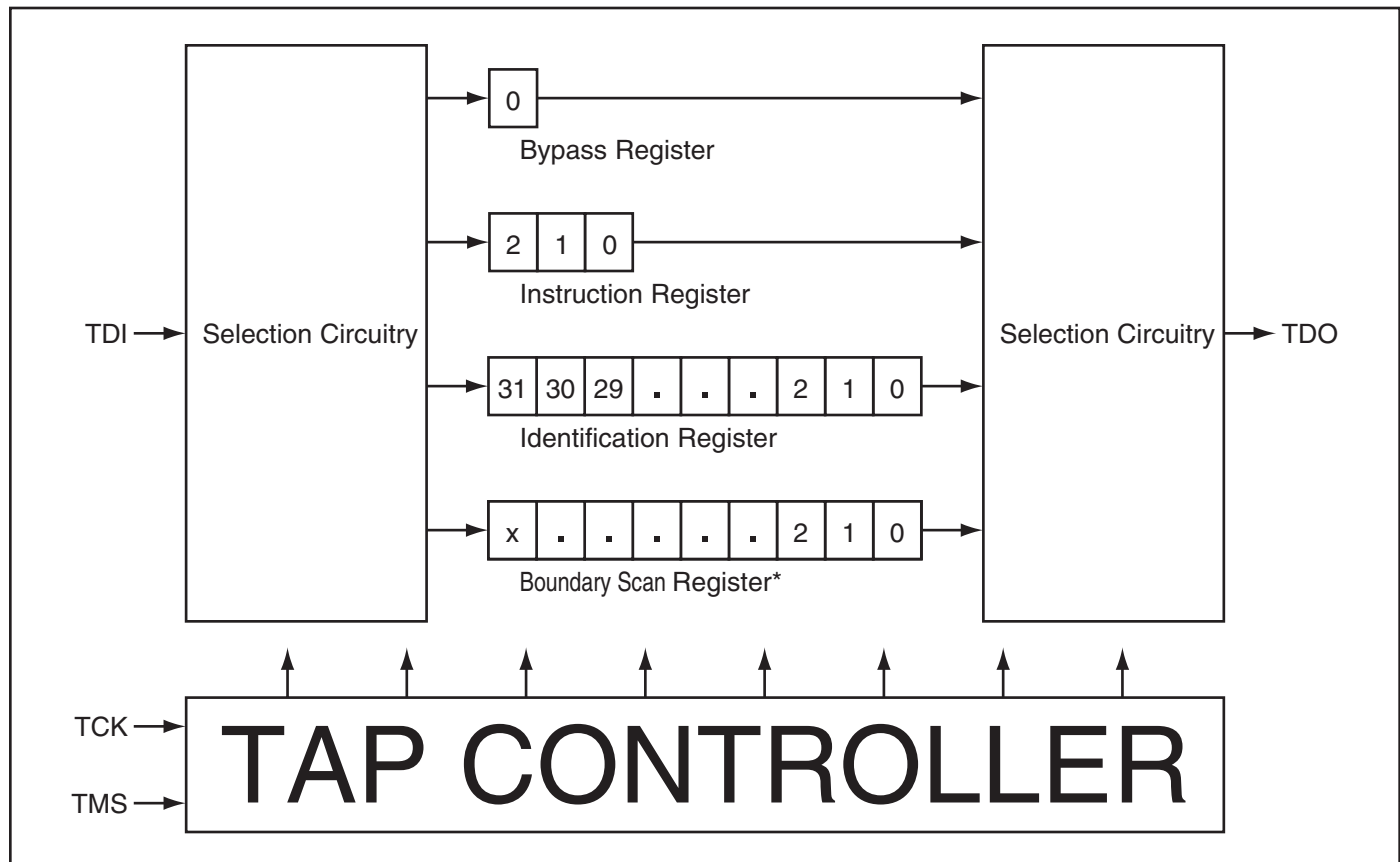 0
Bypass Register
2 1 0
Instruction Register
TDI
Selection Circuitry
Selection Circuitry
TDO
31 30 29 . . . 2 1 0
Identification Register
x . . . . . 2 1 0
Boundary Scan Register*
TCK
TAP CONTROLLER
TMS